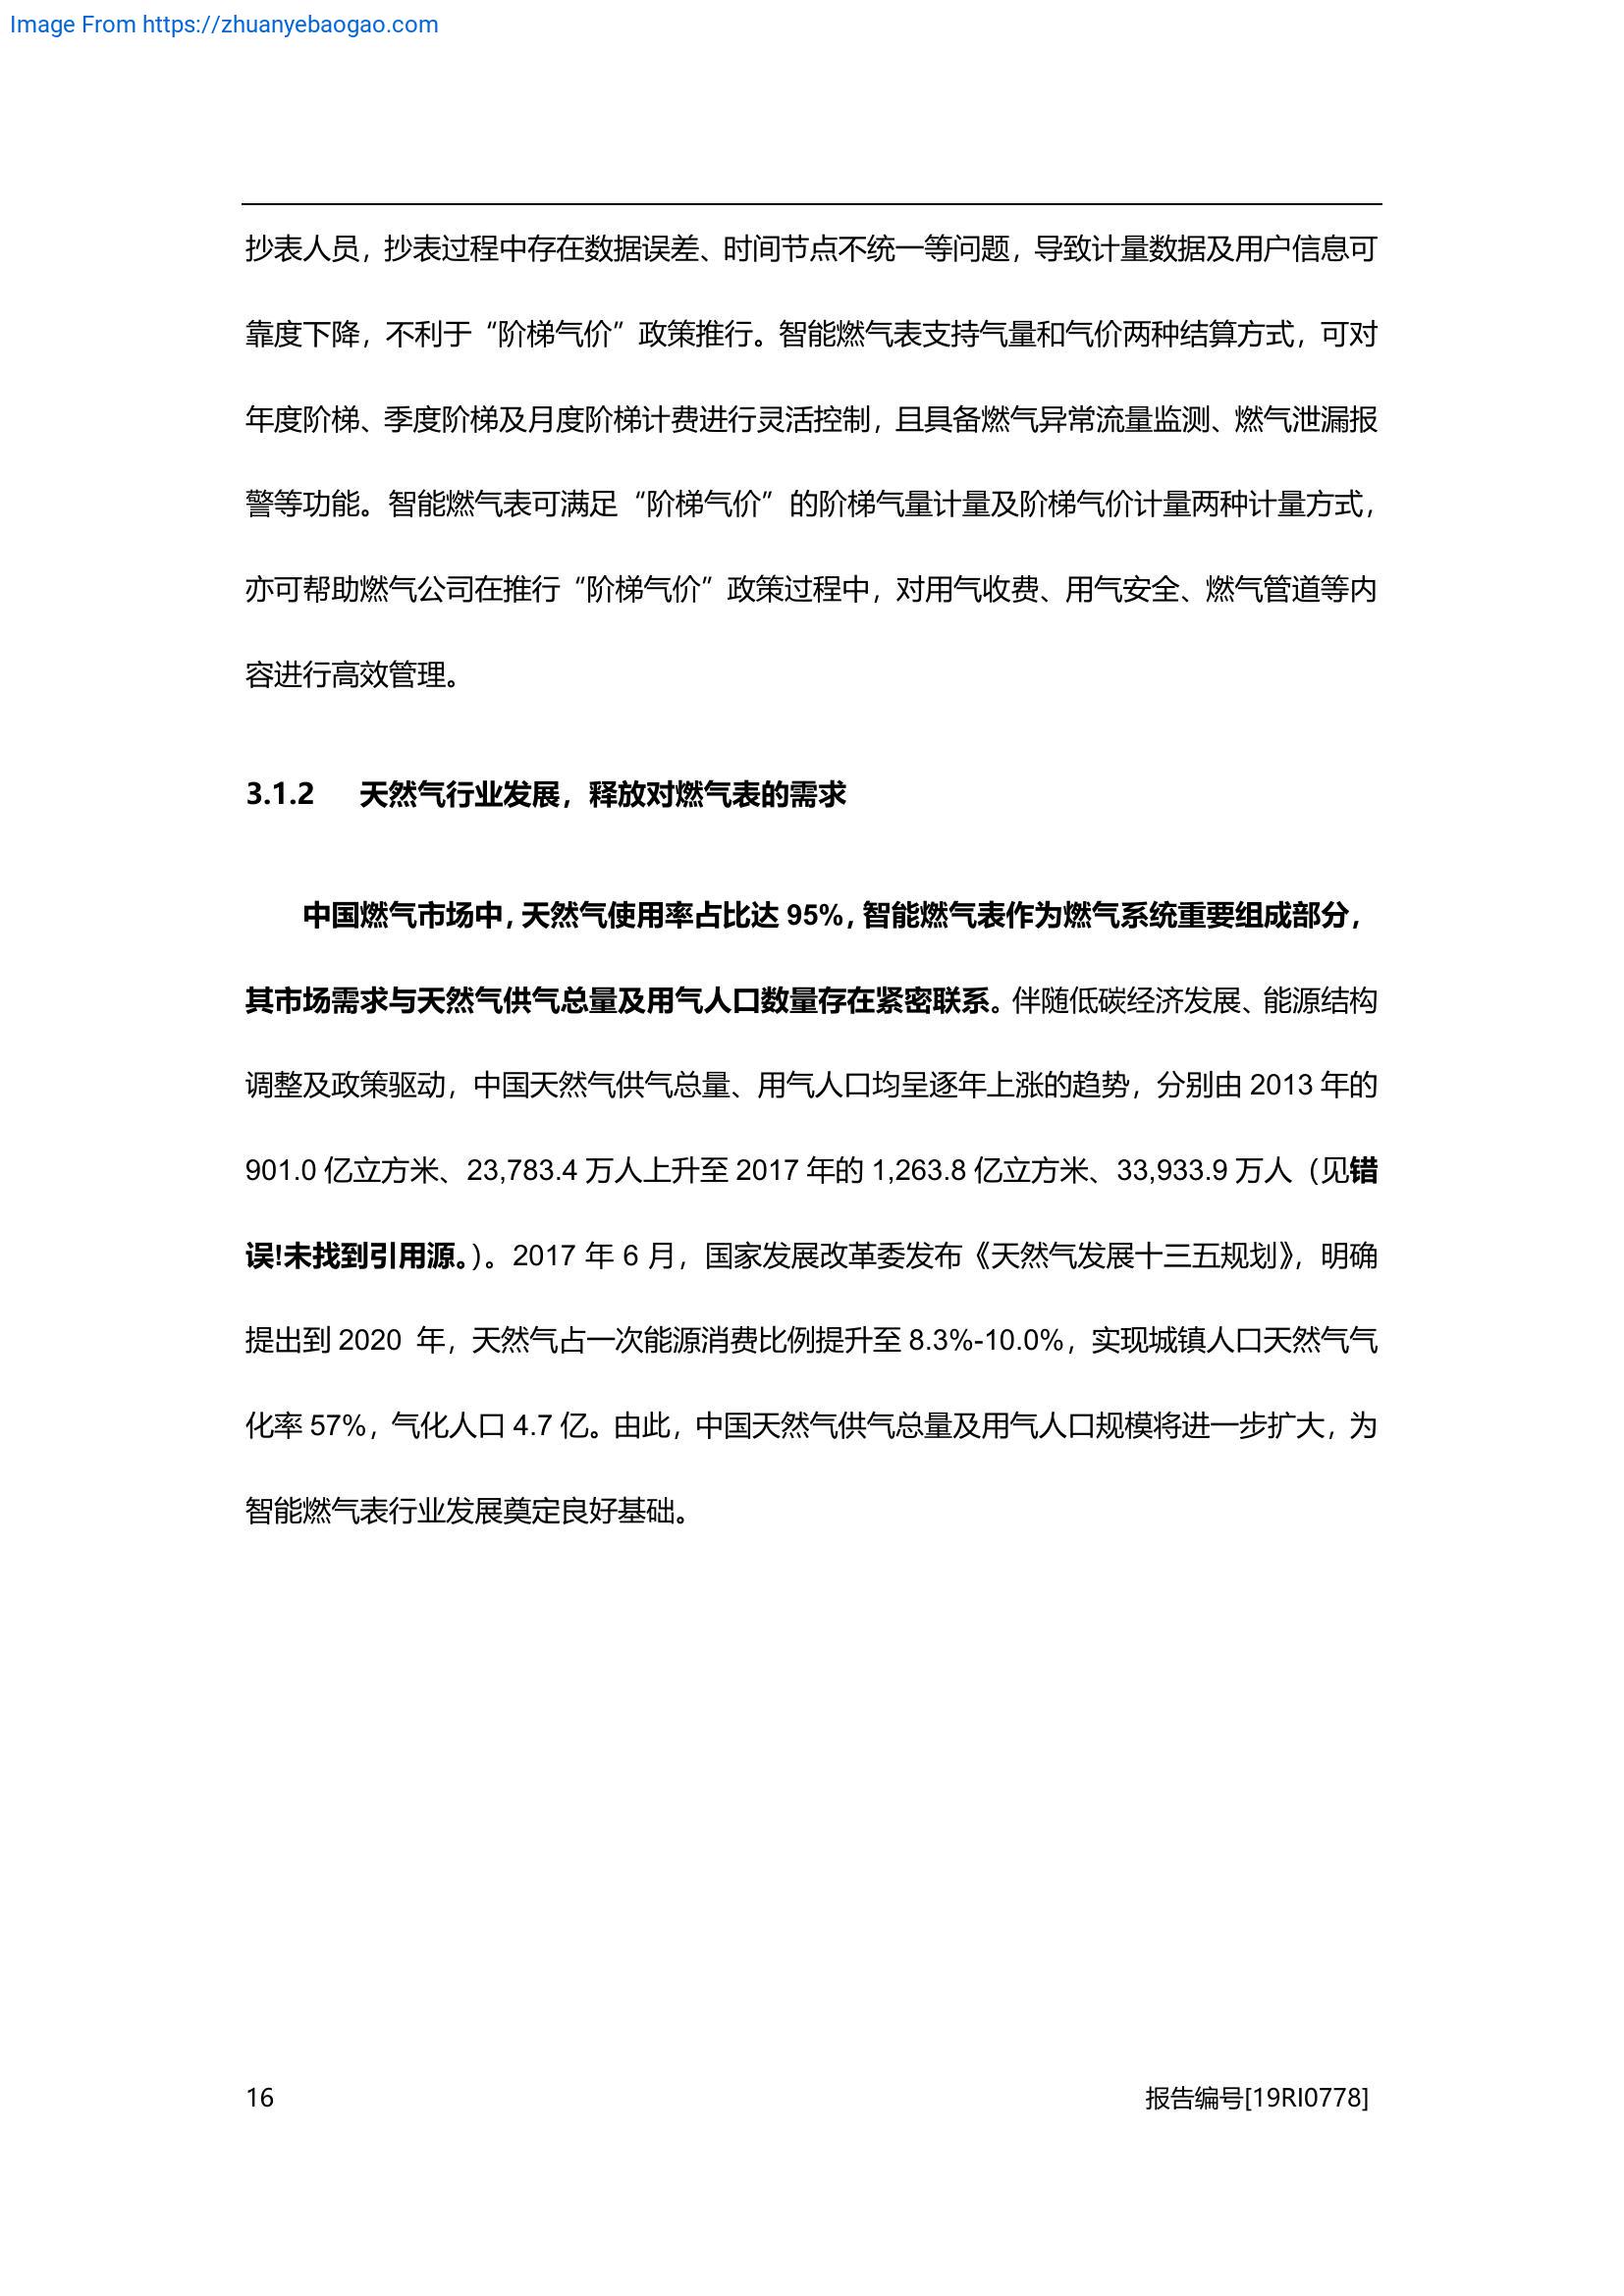 Image From https://zhuanyebaogao.com
抄表人员，抄表过程中存在数据误差、时间节点不统一等问题，导致计量数据及用户信息可
靠度下降，不利于“阶梯气价”政策推行。智能燃气表支持气量和气价两种结算方式，可对
年度阶梯、季度阶梯及月度阶梯计费进行灵活控制，且具备燃气异常流量监测、燃气泄漏报
警等功能。智能燃气表可满足“阶梯气价”的阶梯气量计量及阶梯气价计量两种计量方式，
亦可帮助燃气公司在推行“阶梯气价”政策过程中，对用气收费、用气安全、燃气管道等内
容进行高效管理。
3.1.2 天然气行业发展，释放对燃气表的需求
中国燃气市场中，天然气使用率占比达 95%，智能燃气表作为燃气系统重要组成部分，
其市场需求与天然气供气总量及用气人口数量存在紧密联系。伴随低碳经济发展、能源结构
调整及政策驱动，中国天然气供气总量、用气人口均呈逐年上涨的趋势，分别由 2013 年的
901.0 亿立方米、23,783.4 万人上升至 2017 年的 1,263.8 亿立方米、33,933.9 万人（见错
误!未找到引用源。）。2017 年 6 月，国家发展改革委发布《天然气发展十三五规划》，明确
提出到 2020 年，天然气占一次能源消费比例提升至 8.3%-10.0%，实现城镇人口天然气气
化率 57%，气化人口 4.7 亿。由此，中国天然气供气总量及用气人口规模将进一步扩大，为
智能燃气表行业发展奠定良好基础。
16 报告编号[19RI0778]